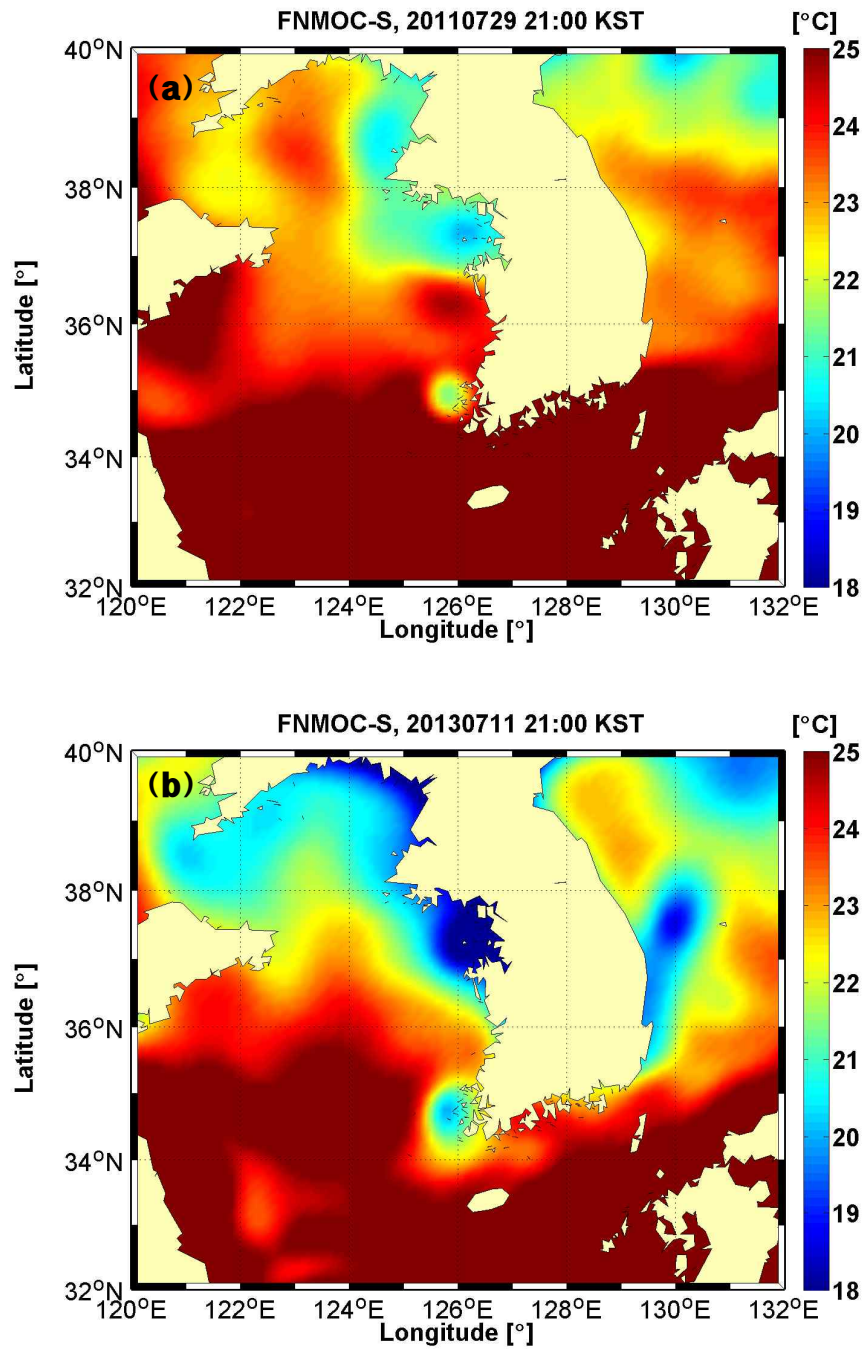 FNMOC-S, 20110729 21:00 KST [°C]
(a)
40°N
38°N
36°N
34°N
32°N
Latitude [°]
120°E 122°E 124°E 126°E 128°E 130°E 132°E
Longitude [°]
25
24
23
22
21
20
19
18
FNMOC-S, 20130711 21:00 KST [°C]
(b)
40°N
38°N
36°N
34°N
32°N
Latitude [°]
120°E 122°E 124°E 126°E 128°E 130°E 132°E
Longitude [°]
25
24
23
22
21
20
19
18